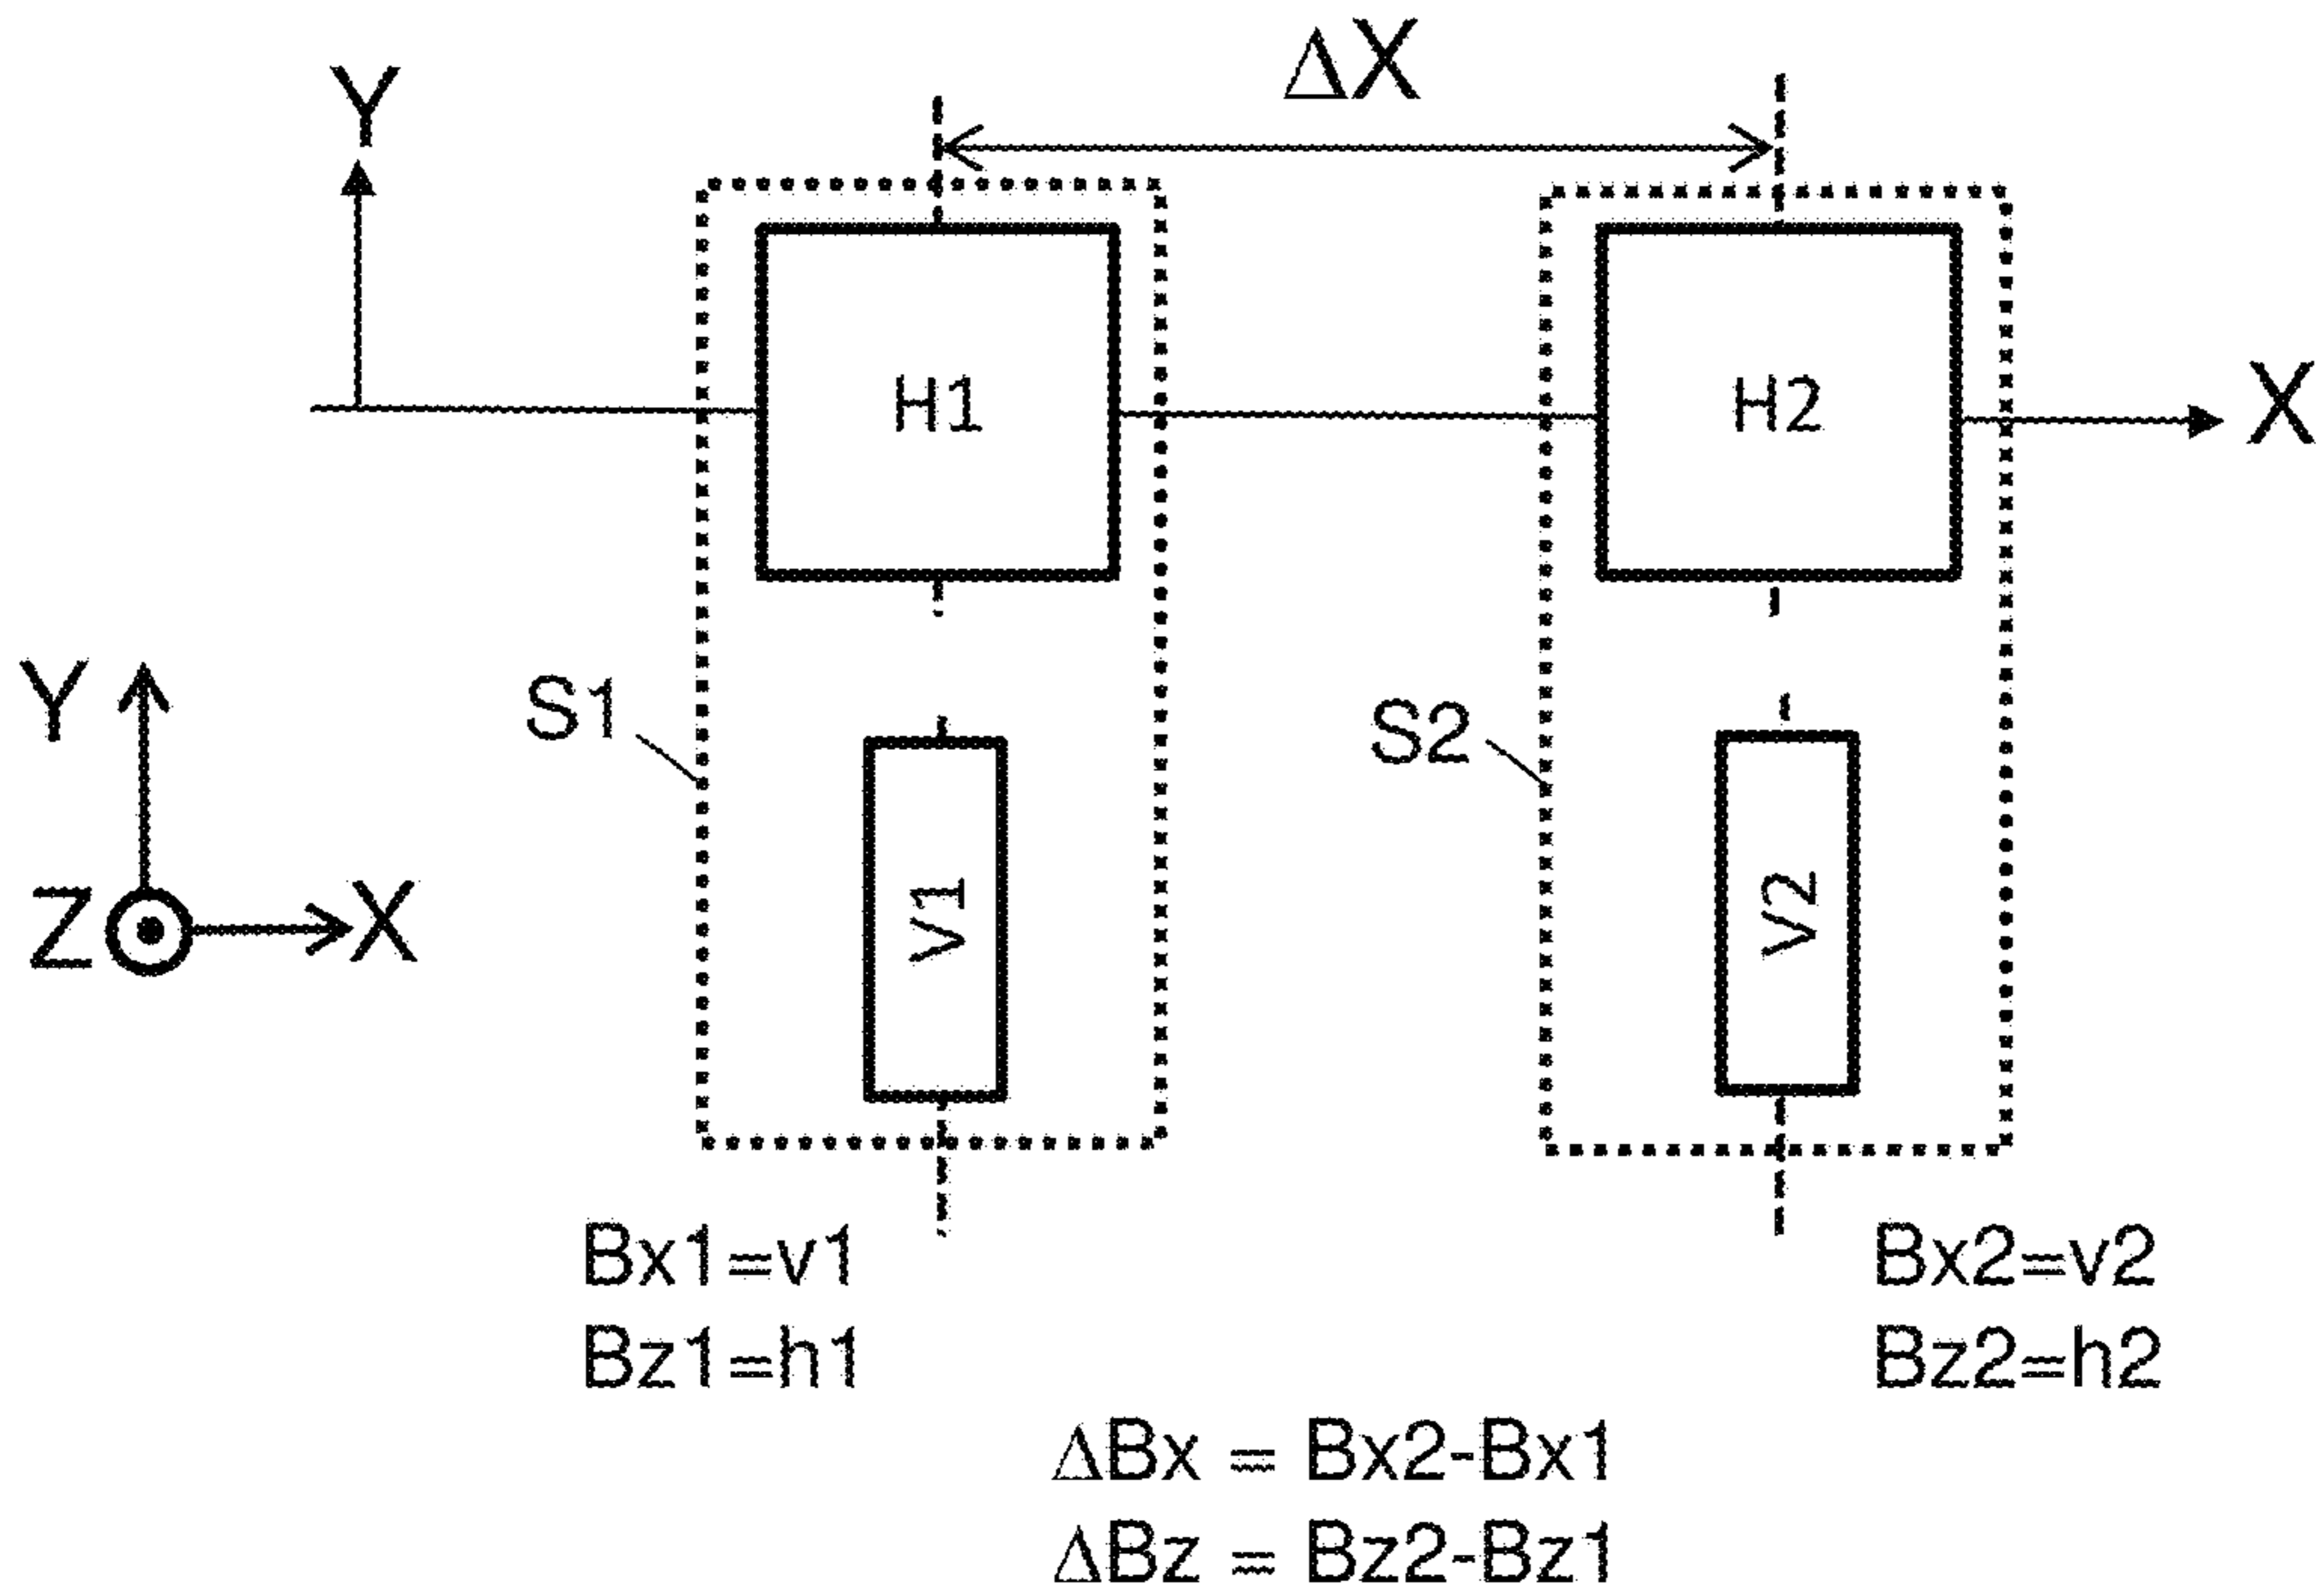 ΔX
Y
H1
H2
X
Y
S1
S2
V1
V2
Z
X
Bx1=v1
Bx2=v2
Bz1=h1
Bz2=h2
ΔBx = Bx2-Bx1
ΔBz = Bz2-Bz1